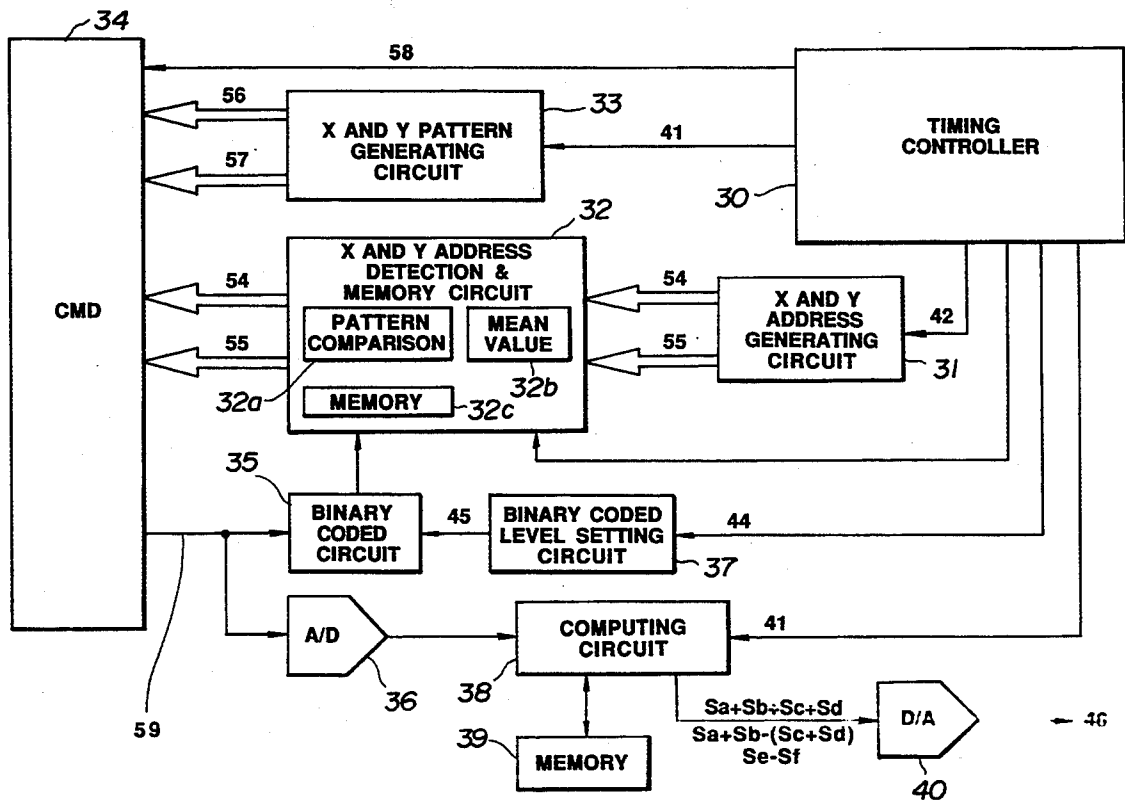 34
58
56
33
X AND Y PATTERN
GENERATING
CIRCUIT
41
TIMING
CONTROLLER
57
30
32
X AND Y ADDRESS
DETECTION &
MEMORY CIRCUIT
54
54
X AND Y
ADDRESS
GENERATING
CIRCUIT
42
CMD
PATTERN
COMPARISON
MEAN
VALUE
55
55
31
32a
32b
MEMORY
32c
35
BINARY
CODED
CIRCUIT
45
BINARY CODED
LEVEL SETTING
CIRCUIT
44
37
A/D
COMPUTING
CIRCUIT
41
36
38
59
Sa+Sb÷Sc+Sd
D/A
46
Sa+Sb-(Sc+Sd)
Se-Sf
39
MEMORY
40